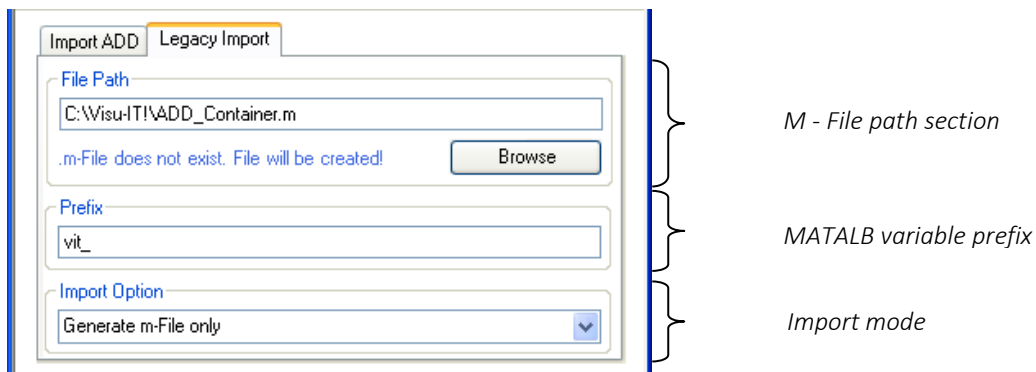 Import ADD Legacy Import
File Path
C:\Visu-IT!\ADD_Container.m
.m-File does not exist. File will be created! Browse
M - File path section
Prefix
vit_
MATALB variable prefix
Import Option
Generate m-File only
Import mode